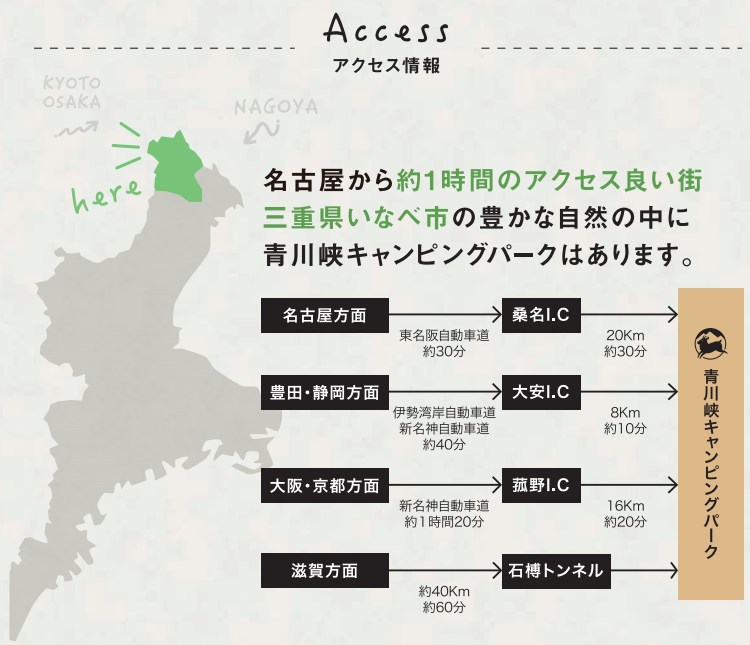 Access
アクセス情報
KYOTO
OSAKA
NAGOYA
here
名古屋から約1時間のアクセス良い街
三重県いなべ市の豊かな自然の中に
青川峡キャンピングパークはあります。
名古屋方面
東名阪自動車道
約30分
桑名I.C
20Km
約30分
豊田・静岡方面
伊勢湾岸自動車道
新名神自動車道
約40分
大安I.C
8Km
約10分
大阪・京都方面
新名神自動車道
約1時間20分
菰野I.C
16Km
約20分
滋賀方面
約40Km
約60分
石榑トンネル
青川峡キャンピングパーク